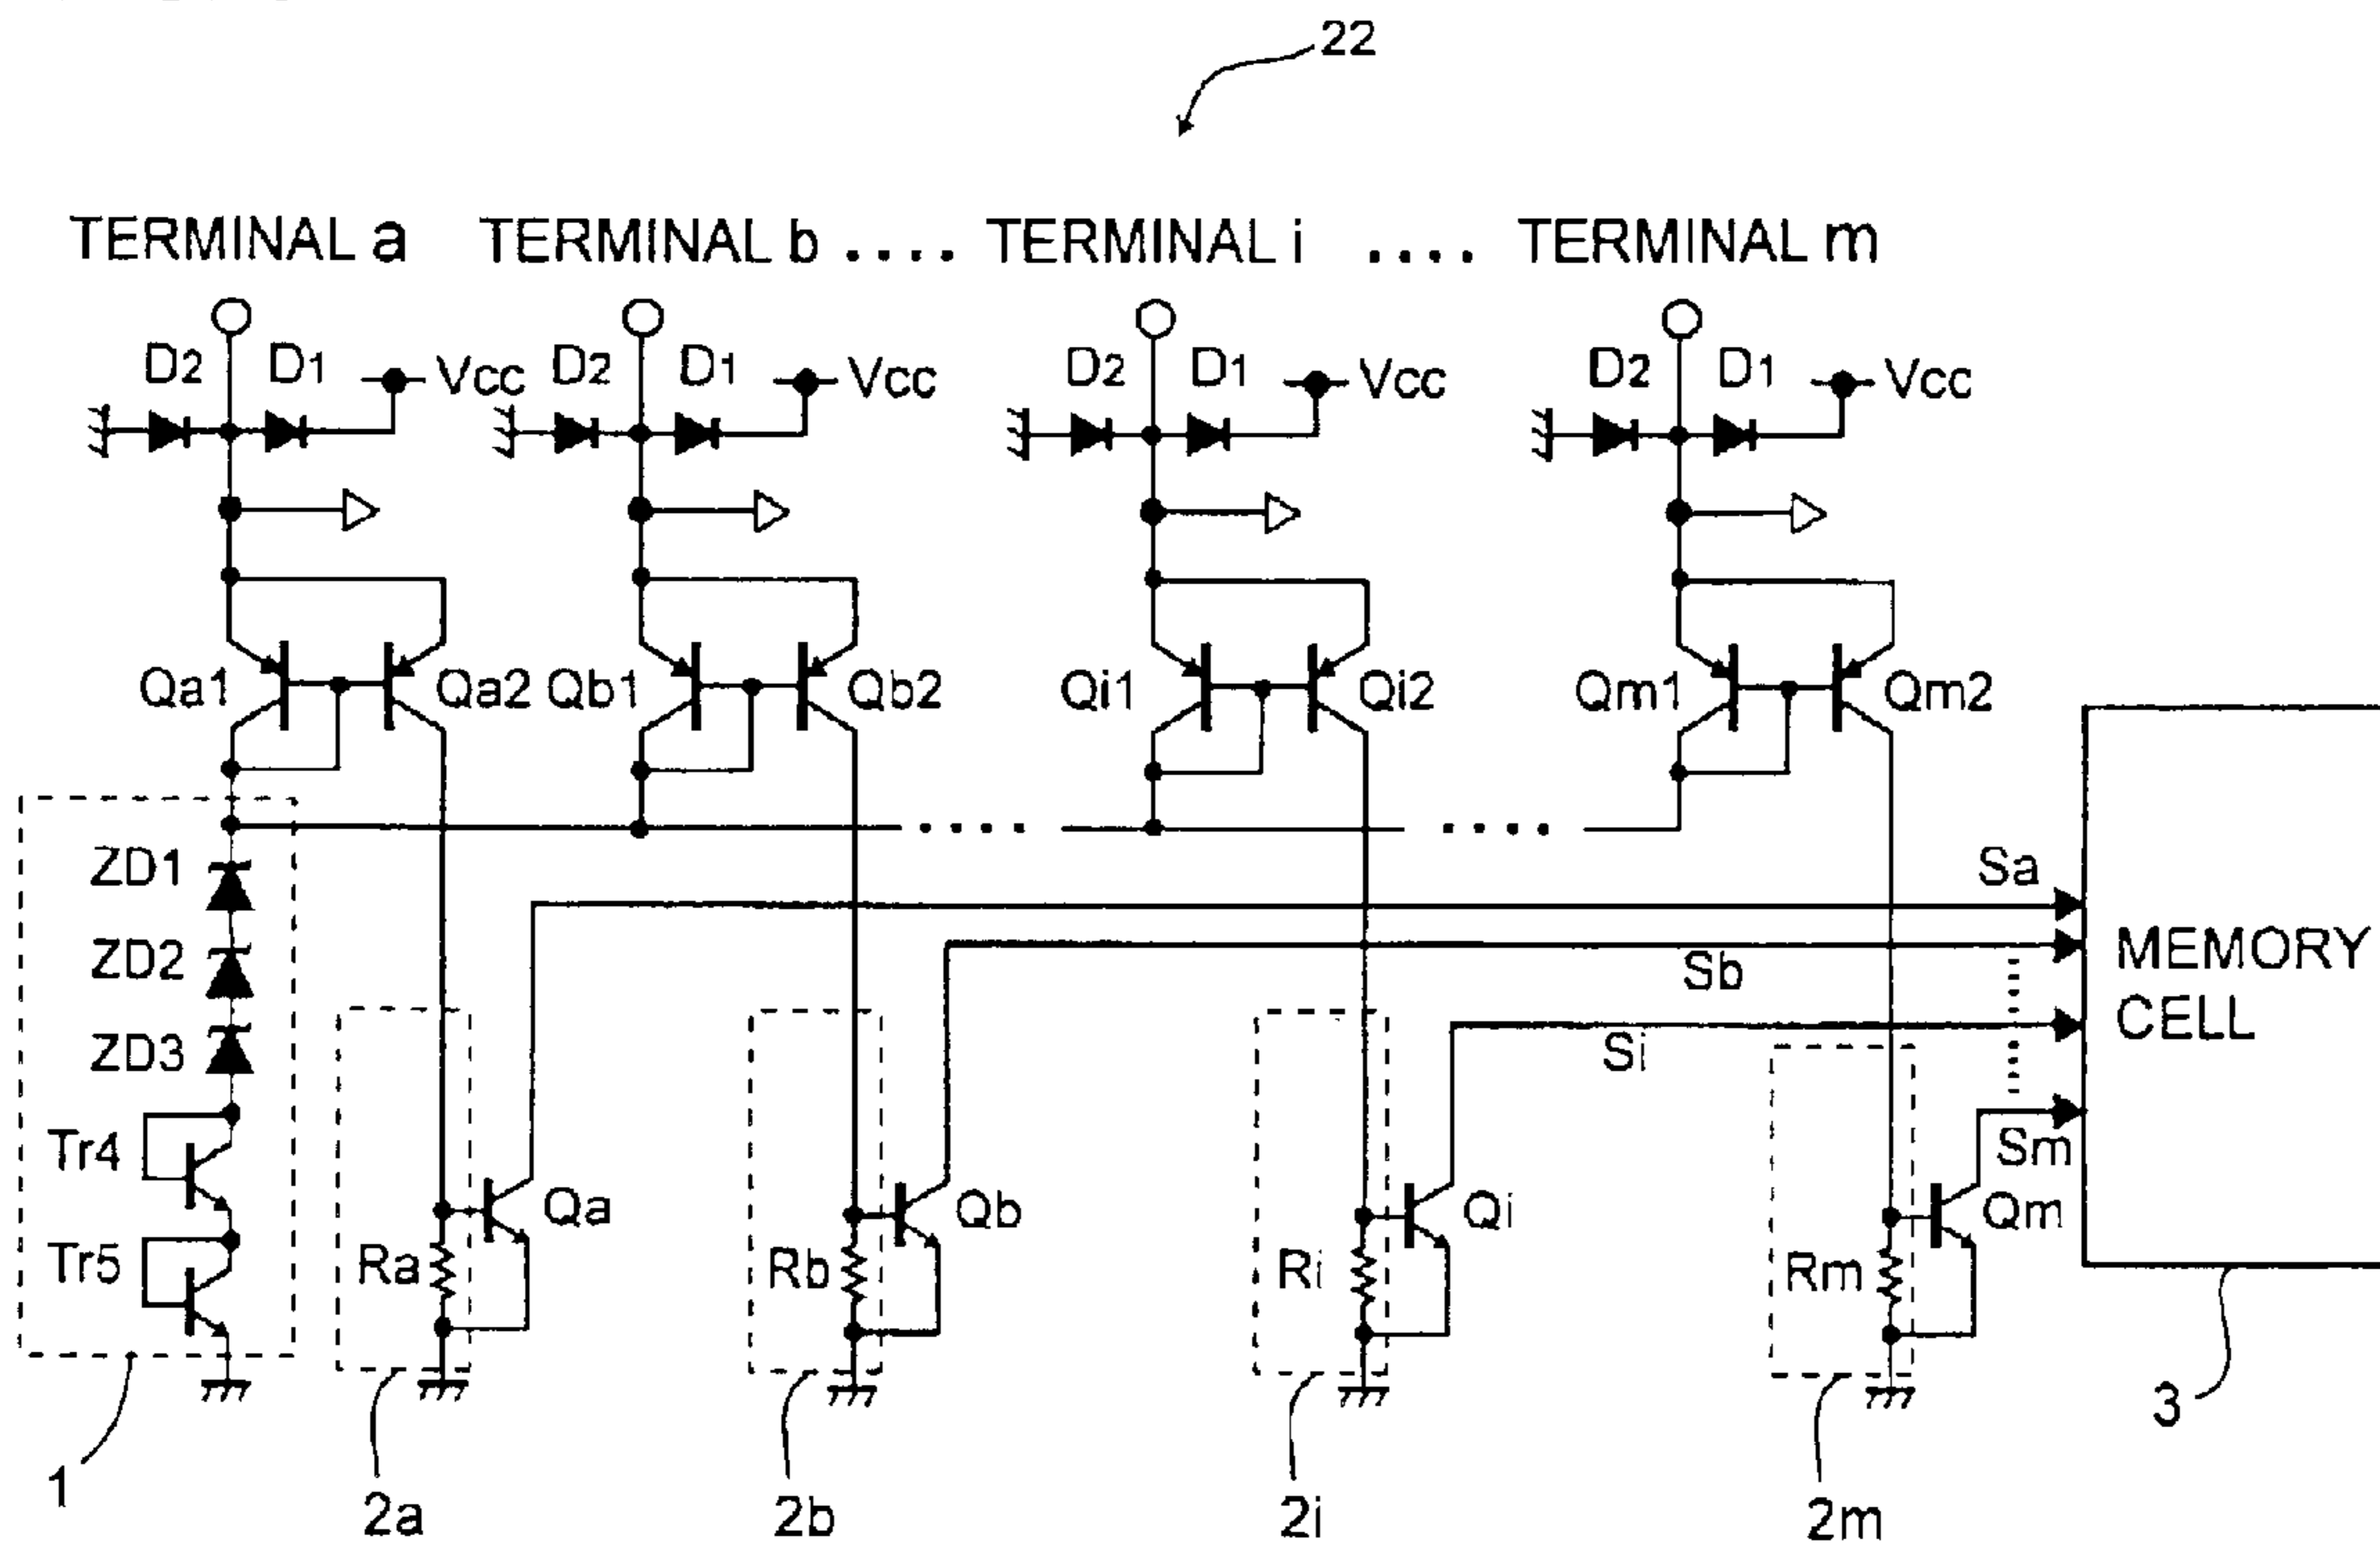 22
TERMINAL a TERMINAL b .... TERMINAL i .... TERMINAL m
D2 D1 Vcc D2 D1 Vcc D2 D1 Vcc D2 D1 Vcc
Qa1 Qa2 Qb1 Qb2 Qi1 Qi2 Qm1 Qm2
.... ....
ZD1 Sa
ZD2 Sb MEMORY
ZD3 Si CELL
Tr4 Sm
Qa Qb Qi Qm
Tr5 Ra Rb Ri Rm
1 2a 2b 2i 2m 3